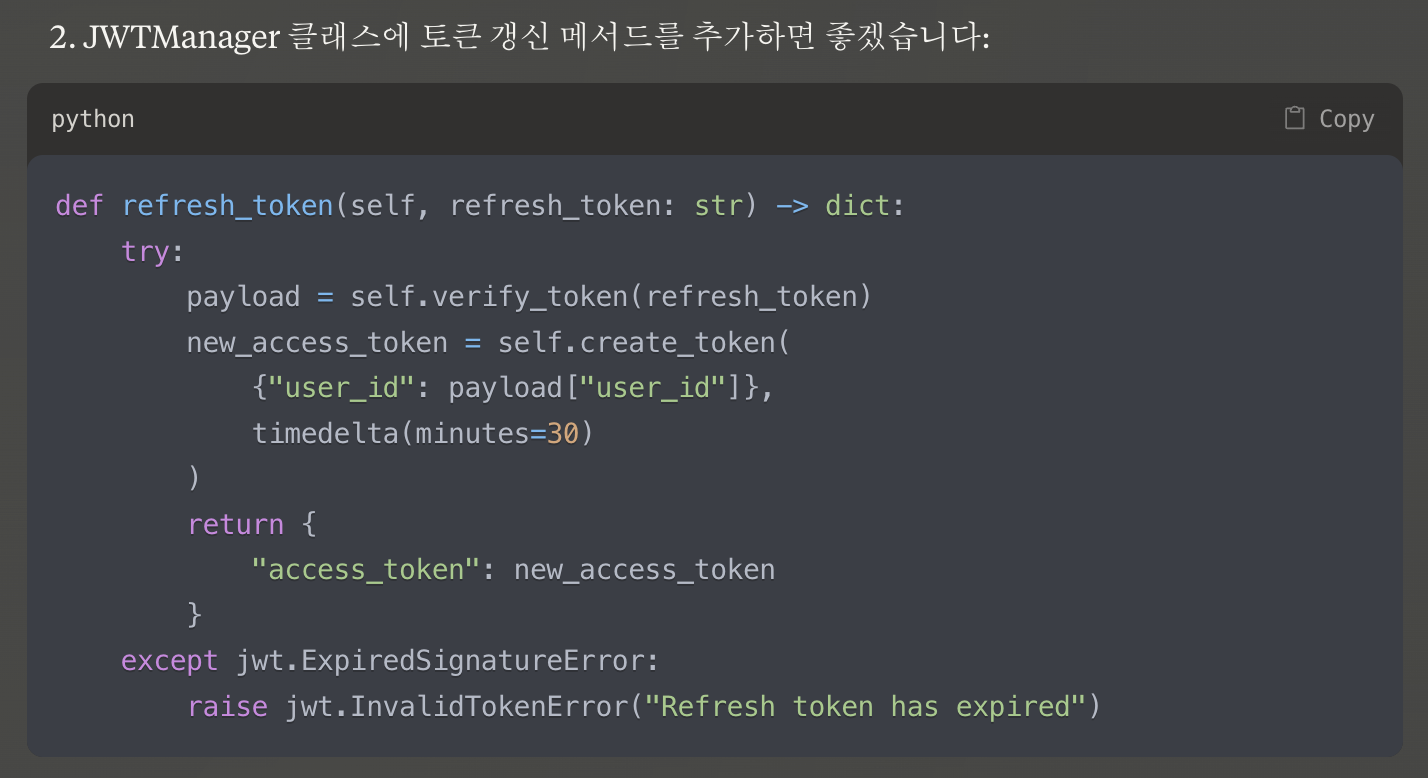 2. JWTManager 클래스에 토큰 갱신 메서드를 추가하면 좋겠습니다:
python
Copy
def refresh_token(self, refresh_token: str) -> dict:
    try:
        payload = self.verify_token(refresh_token)
        new_access_token = self.create_token(
            {"user_id": payload["user_id"]},
            timedelta(minutes=30)
        )
        return {
            "access_token": new_access_token
        }
    except jwt.ExpiredSignatureError:
        raise jwt.InvalidTokenError("Refresh token has expired")